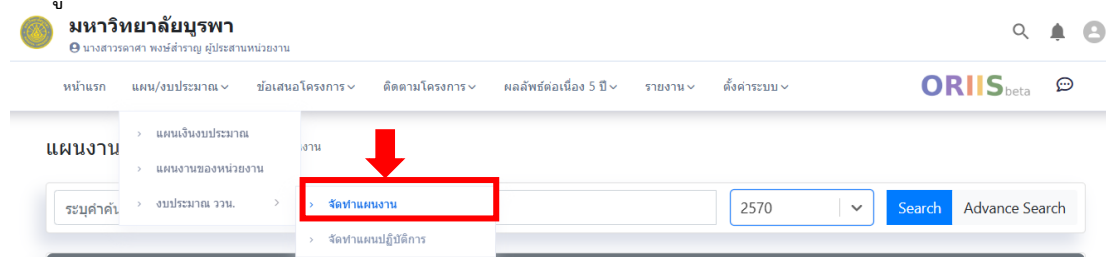 มหาวิทยาลัยบูรพา
นางสาวรดาศา พงษ์สำราญ ผู้ประสานหน่วยงาน
หน้าแรก แผน/งบประมาณ ข้อเสนอโครงการ ติดตามโครงการ ผลลัพธ์ต่อเนื่อง 5 ปี รายงาน ตั้งค่าระบบ ORIIS beta
แผนงาน
แผนเงินงบประมาณ
แผนงานของหน่วยงาน
ระบุคำค้น งบประมาณ ววน. จัดทำแผนงาน 2570 Search Advance Search
จัดทำแผนปฏิบัติการ